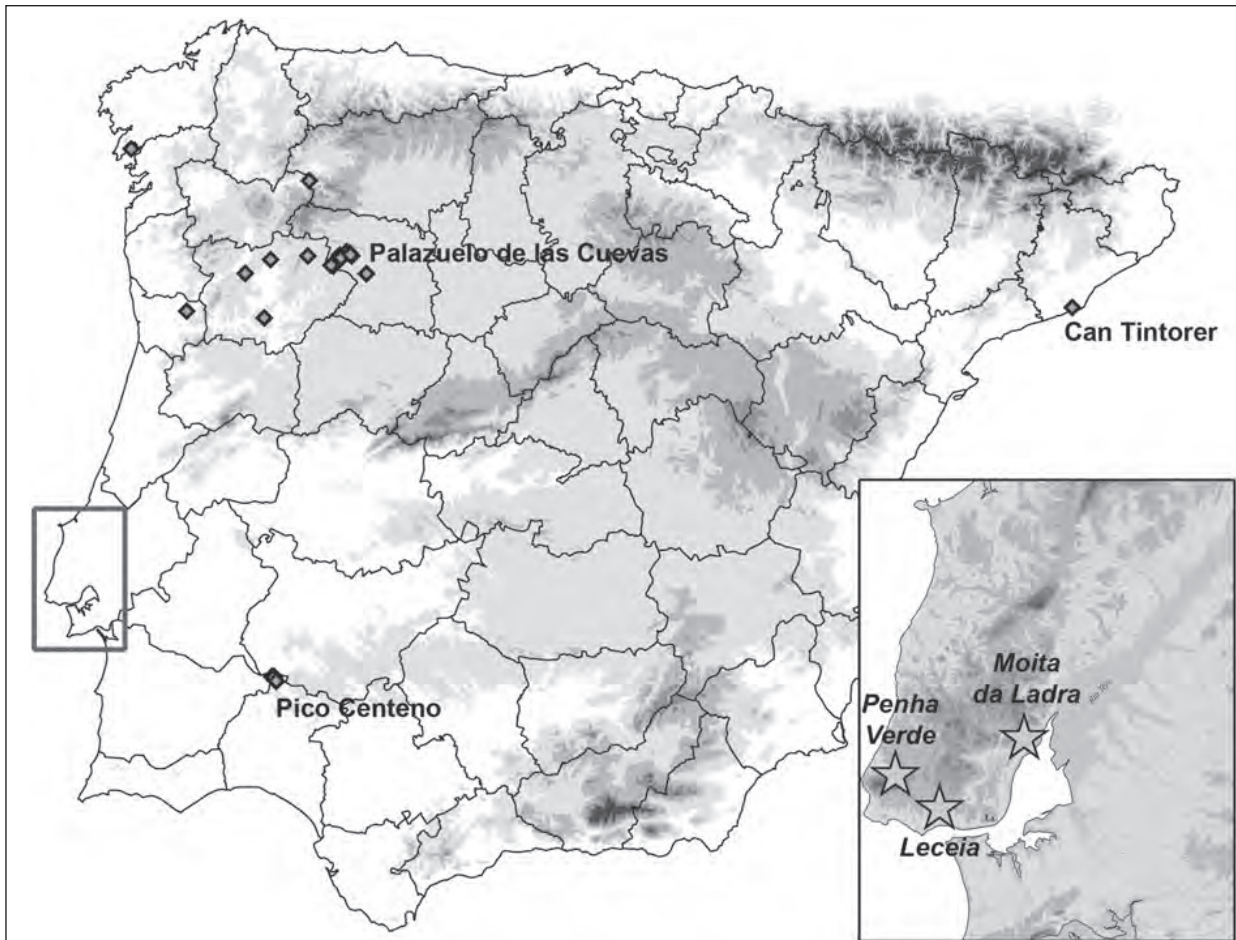 Palazuelo de las Cuevas
Can Tintorer
Pico Centeno
Moita
da Ladra
Penha
Verde
Leceia